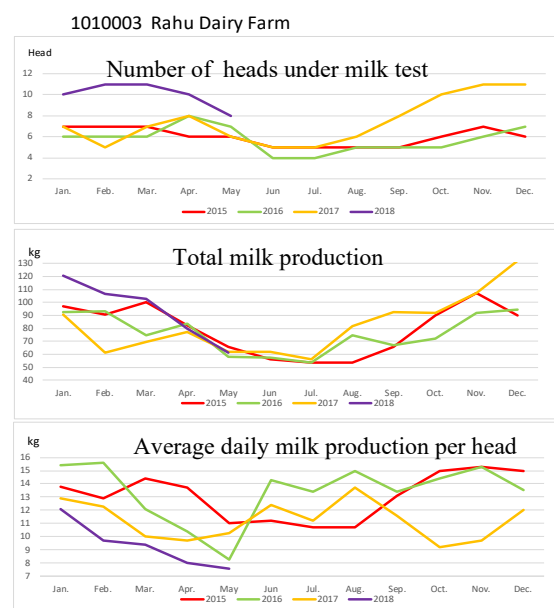 1010003 Rahu Dairy Farm
Head
Number of heads under milk test
12
10
8
6
4
2
Jan. Feb. Mar. Apr. May Jun. Jul. Aug. Sep. Oct. Nov. Dec.
2015 2016 2017 2018
kg
Total milk production
130
120
110
100
90
80
70
60
50
40
Jan. Feb. Mar. Apr. May Jun. Jul. Aug. Sep. Oct. Nov. Dec.
2015 2016 2017 2018
kg
Average daily milk production per head
16
15
14
13
12
11
10
9
8
7
Jan. Feb. Mar. Apr. May Jun. Jul. Aug. Sep. Oct. Nov. Dec.
2015 2016 2017 2018